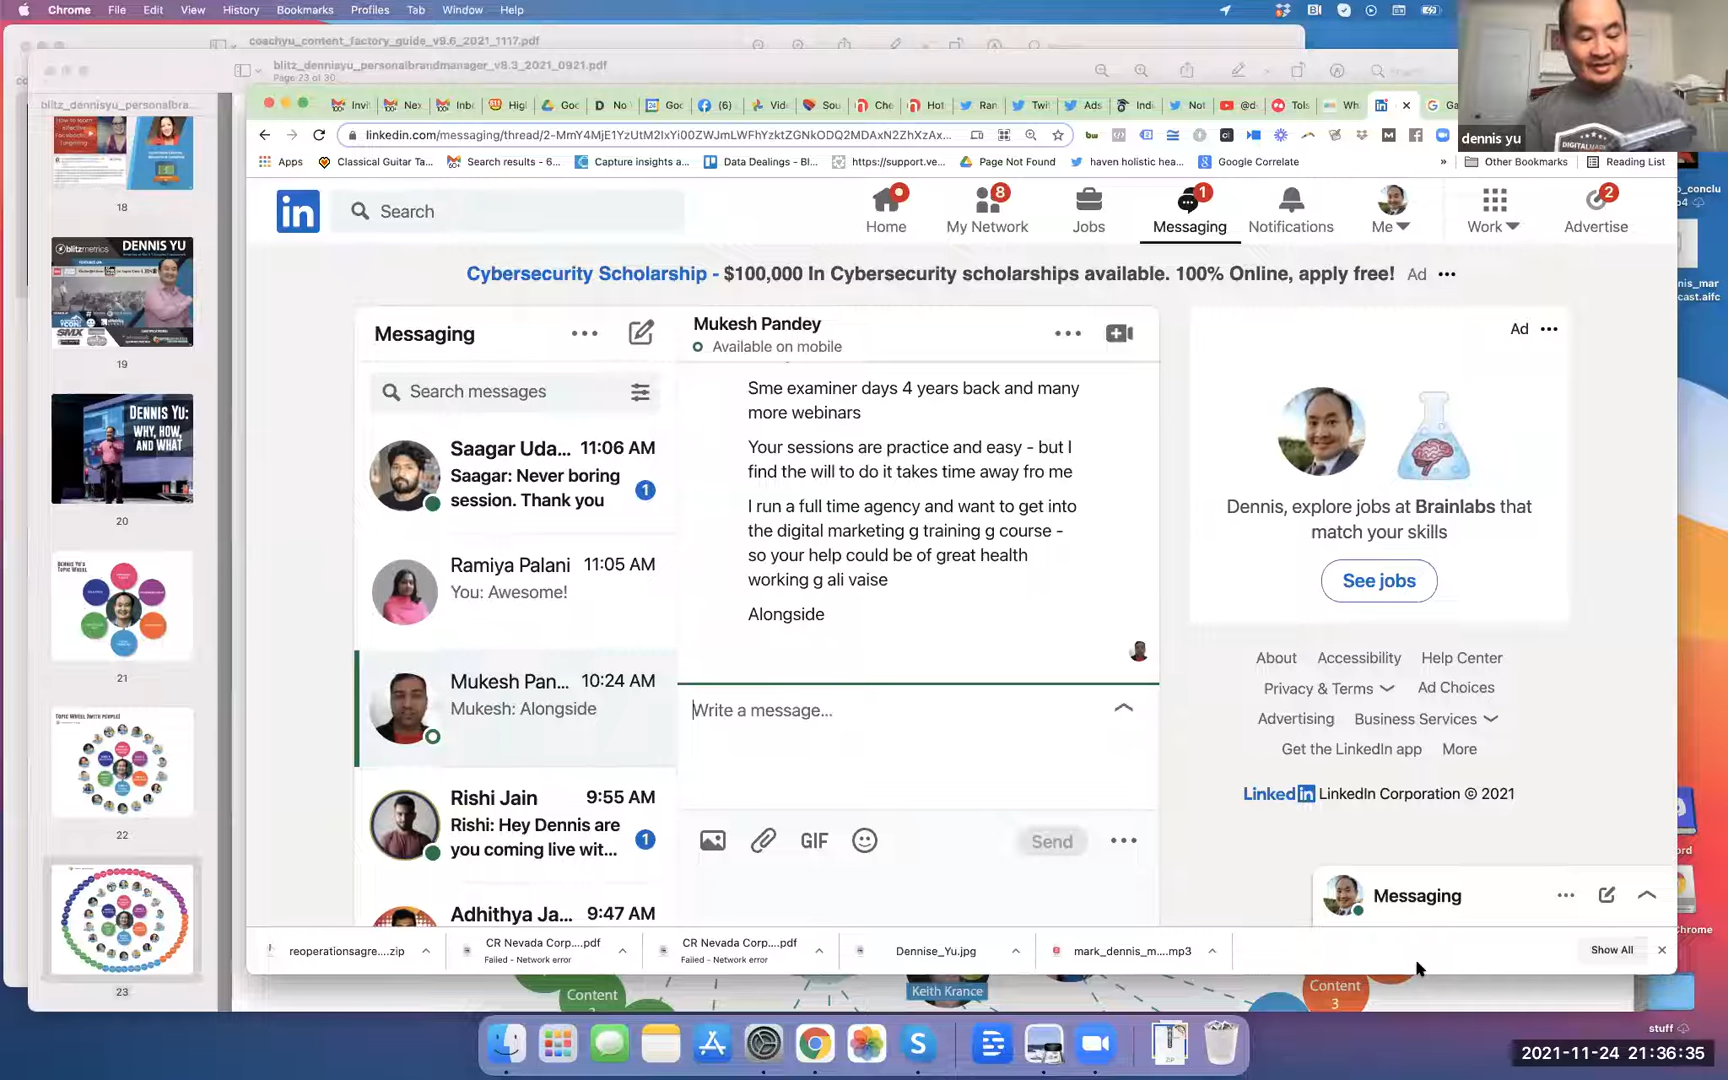 Chrome File Edit View History Bookmarks Profiles Tab Window Help
coachyu_content_factory_guide_v9.6_2021_1117.pdf
blitz_dennisyu_personalbrandmanager_v8.3_2021_0921.pdf
Page 23 of 30
blitz_dennisyu_personalbra...
linkedin.com/messaging/thread/2-MmY4MjE1YzUtM2IxYi00ZWJmLWFhYzktZGNkODQ2MDAxN2ZhXzAx...
dennis yu
Apps Classical Guitar Ta... Search results - 6... Capture insights a... Data Dealings - Bl... https://support.ve... Page Not Found haven holistic hea... Google Correlate » Other Bookmarks Reading List
in Search
Home
8 My Network
Jobs
1 Messaging
Notifications
Me
Work
2 Advertise
Cybersecurity Scholarship - $100,000 In Cybersecurity scholarships available. 100% Online, apply free! Ad
Messaging
Search messages
Saagar Uda... 11:06 AM
Saagar: Never boring
session. Thank you 1
Ramiya Palani 11:05 AM
You: Awesome!
Mukesh Pan... 10:24 AM
Mukesh: Alongside
Rishi Jain 9:55 AM
Rishi: Hey Dennis are
you coming live wit... 1
Adhithya Ja... 9:47 AM
Mukesh Pandey
Available on mobile
Sme examiner days 4 years back and many
more webinars
Your sessions are practice and easy - but I
find the will to do it takes time away fro me
I run a full time agency and want to get into
the digital marketing g training g course -
so your help could be of great health
working g ali vaise
Alongside
Write a message...
GIF
Send
Ad
Dennis, explore jobs at Brainlabs that
match your skills
See jobs
About Accessibility Help Center
Privacy & Terms Ad Choices
Advertising Business Services
Get the LinkedIn app More
LinkedIn LinkedIn Corporation © 2021
Messaging
reoperationsagre....zip
CR Nevada Corp....pdf
Failed - Network error
CR Nevada Corp....pdf
Failed - Network error
Dennise_Yu.jpg
mark_dennis_m....mp3
Show All
18
blitzmetrics DENNIS YU
19
DENNIS YU:
WHY, HOW,
AND WHAT
20
DENNIS YU'S
TOPIC WHEEL
21
TOPIC WHEEL (WITH PEOPLE)
22
23
Content
Keith Krance
Content
3
stuff
2021-11-24 21:36:35